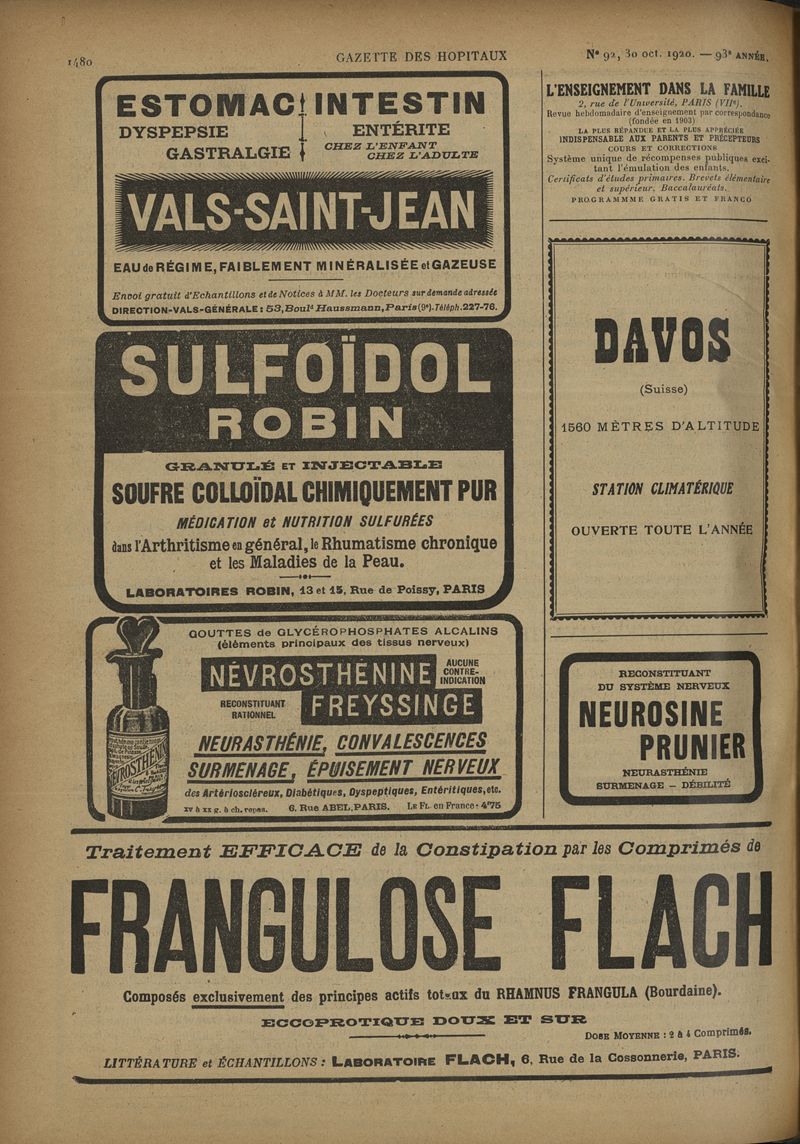 1480
GAZETTE DES HOPITAUX
N° 92, 30 oct. 1920. — 93e ANNÉE.
ESTOMAC INTESTIN
DYSPEPSIE ENTÉRITE
GASTRALGIE CHEZ L'ENFANT
CHEZ L'ADULTE
VALS-SAINT-JEAN
EAU de RÉGIME, FAIBLEMENT MINÉRALISÉE et GAZEUSE
Envoi gratuit d'Echantillons et de Notices à MM. les Docteurs sur demande adressée
DIRECTION-VALS-GÉNÉRALE: 53, Bould Haussmann, Paris (9e). Téléph. 227-76.
SULFOÏDOL
ROBIN
GRANULÉ ET INJECTABLE
SOUFRE COLLOÏDAL CHIMIQUEMENT PUR
MÉDICATION et NUTRITION SULFURÉES
dans l'Arthritisme en général, le Rhumatisme chronique
et les Maladies de la Peau.
LABORATOIRES ROBIN, 13 et 15, Rue de Poissy, PARIS
GOUTTES de GLYCÉROPHOSPHATES ALCALINS
(éléments principaux des tissus nerveux)
NÉVROSTHÉNINE
AUCUNE
CONTRE-
INDICATION
RECONSTITUANT
RATIONNEL
FREYSSINGE
NEURASTHÉNIE, CONVALESCENCES
SURMENAGE, ÉPUISEMENT NERVEUX
des Artérioscléreux, Diabétiques, Dyspeptiques, Entéritiques, etc.
XV à XX g. à ch. repas. 6, Rue ABEL, PARIS. LE FL. en France: 4f75
NEVROSTHÉNINE
L'ENSEIGNEMENT DANS LA FAMILLE
2, rue de l'Université, PARIS (VIIe).
Revue hebdomadaire d'enseignement par correspondance
(fondée en 1903)
LA PLUS RÉPANDUE ET LA PLUS APPRÉCIÉE
INDISPENSABLE AUX PARENTS ET PRÉCEPTEURS
COURS ET CORRECTIONS
Système unique de récompenses publiques exci-
tant l'émulation des enfants.
Certificats d'études primaires. Brevets élémentaire
et supérieur. Baccalauréats.
PROGRAMMME GRATIS ET FRANCO
DAVOS
(Suisse)
1560 MÈTRES D'ALTITUDE
STATION CLIMATÉRIQUE
OUVERTE TOUTE L'ANNÉE
RECONSTITUANT
DU SYSTÈME NERVEUX
NEUROSINE
PRUNIER
NEURASTHÉNIE
SURMENAGE – DÉBILITÉ
Traitement EFFICACE de la Constipation par les Comprimés de
FRANGULOSE FLACH
Composés exclusivement des principes actifs totaux du RHAMNUS FRANGULA (Bourdaine).
ECCOPROTIQUE DOUX ET SUR
DOSE MOYENNE : 2 à 4 Comprimés.
LITTÉRATURE et ÉCHANTILLONS : LABORATOIRE FLACH, 6, Rue de la Cossonnerie, PARIS.